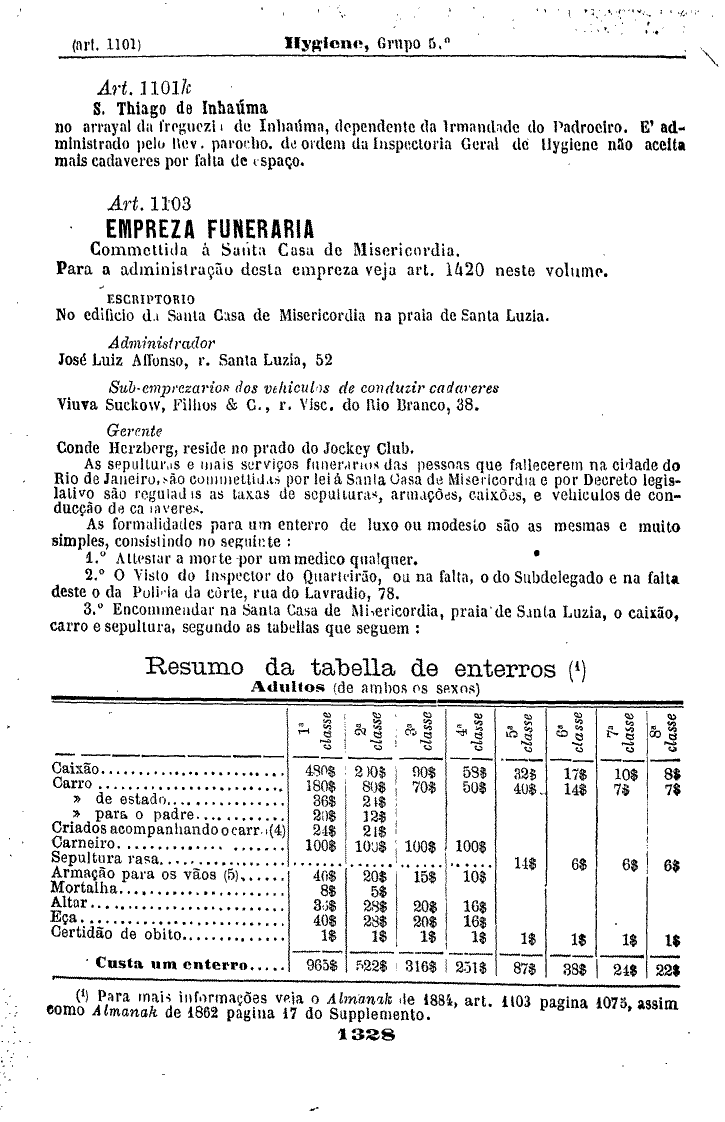 (art. 1101) Hygiene, Grupo 5.º
Art. 1101k
S. Thiago de Inhaúma
no arrayal da freguezia de Inhaúma, dependente da Irmandade do Padroeiro. E' ad-
ministrado pelo Rev. parocho. de ordem da Inspectoria Geral de Hygiene não aceita
mais cadaveres por falta de espaço.
Art. 1103
EMPREZA FUNERARIA
Commettida á Santa Casa de Misericordia.
Para a administração desta empreza veja art. 1420 neste volume.
ESCRIPTORIO
No edificio da Santa Casa de Misericordia na praia de Santa Luzia.
Administrador
José Luiz Affonso, r. Santa Luzia, 52
Sub-emprezarios dos vehiculos de conduzir cadaveres
Viuva Suckow, Filhos & C., r. Visc. do Rio Branco, 38.
Gerente
Conde Herzberg, reside no prado do Jockey Club.
As sepulturas e mais serviços funerarios das pessoas que fallecerem na cidade do
Rio de Janeiro, são commettidas por lei á Santa Casa de Misericordia e por Decreto legis-
lativo são reguladas as taxas de sepulturas, armações, caixões, e vehiculos de con-
ducção de cadaveres.
As formalidades para um enterro de luxo ou modesto são as mesmas e muito
simples, consistindo no seguinte :
1.º Attestar a morte por um medico qualquer.
2.º O Visto do Inspector do Quarteirão, ou na falta, o do Subdelegado e na falta
deste o da Policia da côrte, rua do Lavradio, 78.
3.º Encommendar na Santa Casa de Misericordia, praia de Santa Luzia, o caixão,
carro e sepultura, segundo as tabellas que seguem :
Resumo da tabella de enterros (¹)
Adultos (de ambos os sexos)
1ª classe 2ª classe 3ª classe 4ª classe 5ª classe 6ª classe 7ª classe 8ª classe
Caixão 480$ 200$ 90$ 58$ 32$ 17$ 10$ 8$
Carro 180$ 80$ 70$ 50$ 40$ 14$ 7$ 7$
» de estado 36$ 24$
» para o padre 20$ 12$
Criados acompanhando o carro (4) 24$ 24$
Carneiro 100$ 100$ 100$ 100$
Sepultura rasa 14$ 6$ 6$ 6$
Armação para os vãos (5) 40$ 20$ 15$ 10$
Mortalha 8$ 5$
Altar 36$ 28$ 20$ 16$
Eça 40$ 28$ 20$ 16$
Certidão de obito 1$ 1$ 1$ 1$ 1$ 1$ 1$ 1$
Custa um enterro 965$ 522$ 316$ 251$ 87$ 38$ 24$ 22$
(¹) Para mais informações veja o Almanak de 1884, art. 1103 pagina 1075, assim
como Almanak de 1862 pagina 17 do Supplemento.
1328